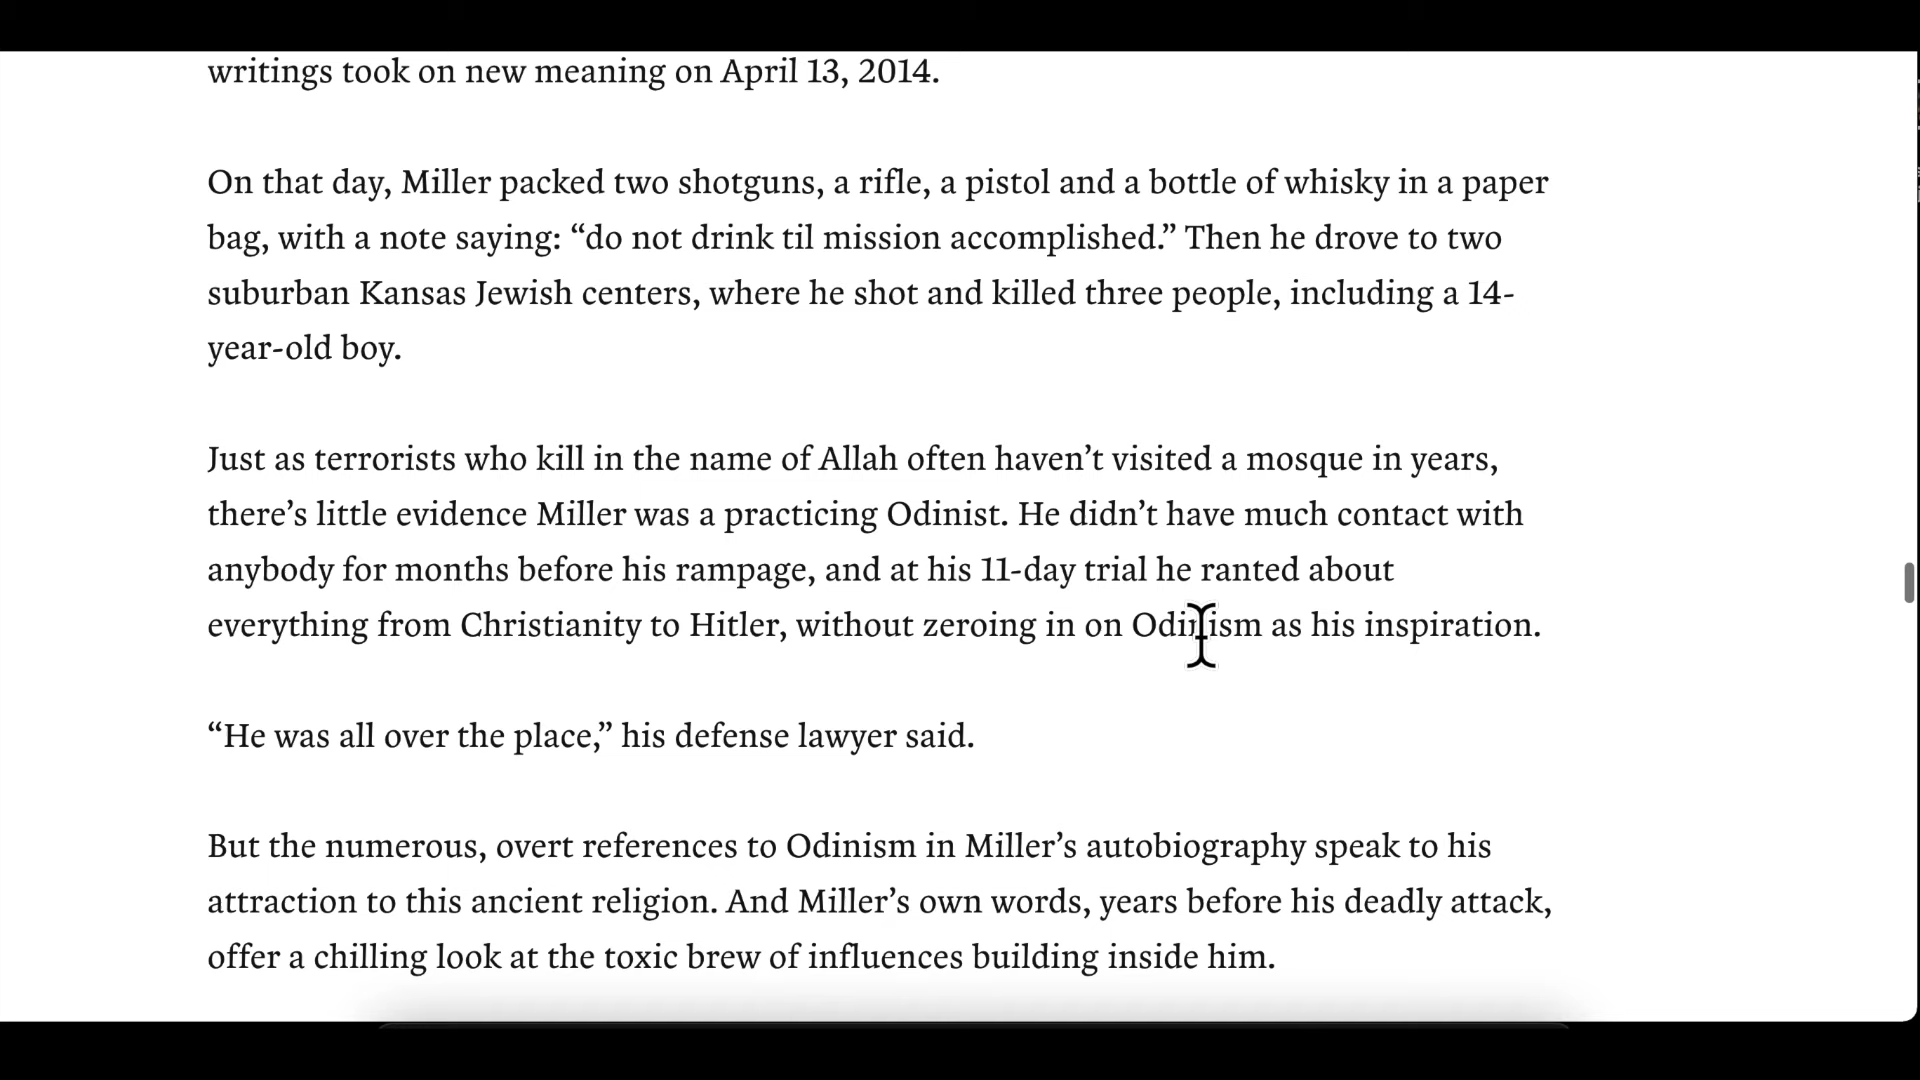 writings took on new meaning on April 13, 2014.
On that day, Miller packed two shotguns, a rifle, a pistol and a bottle of whisky in a paper
bag, with a note saying: “do not drink til mission accomplished.” Then he drove to two
suburban Kansas Jewish centers, where he shot and killed three people, including a 14-
year-old boy.
Just as terrorists who kill in the name of Allah often haven’t visited a mosque in years,
there’s little evidence Miller was a practicing Odinist. He didn’t have much contact with
anybody for months before his rampage, and at his 11-day trial he ranted about
everything from Christianity to Hitler, without zeroing in on Odinism as his inspiration.
“He was all over the place,” his defense lawyer said.
But the numerous, overt references to Odinism in Miller’s autobiography speak to his
attraction to this ancient religion. And Miller’s own words, years before his deadly attack,
offer a chilling look at the toxic brew of influences building inside him.